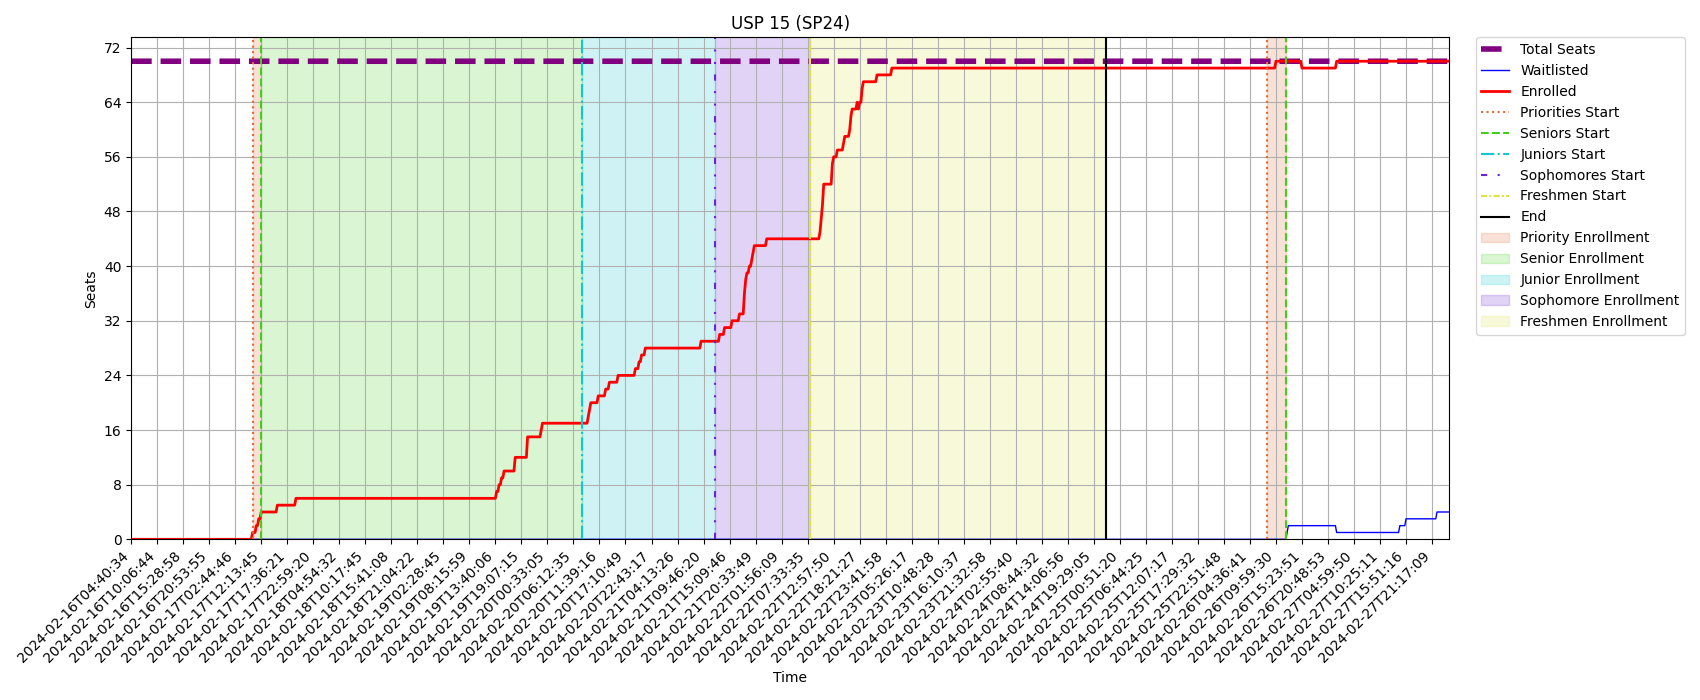 USP 15 (SP24)
Seats
72
64
56
48
40
32
24
16
8
0
2024-02-16T04:40:34
2024-02-16T10:06:44
2024-02-16T15:28:58
2024-02-16T20:53:55
2024-02-17T02:44:46
2024-02-17T12:13:45
2024-02-17T17:36:21
2024-02-17T22:59:20
2024-02-18T04:54:32
2024-02-18T10:17:45
2024-02-18T15:41:08
2024-02-18T21:04:22
2024-02-19T02:28:45
2024-02-19T08:15:59
2024-02-19T13:40:06
2024-02-19T19:07:15
2024-02-20T00:33:05
2024-02-20T06:12:35
2024-02-20T11:39:16
2024-02-20T17:10:49
2024-02-20T22:43:17
2024-02-21T04:13:26
2024-02-21T09:46:20
2024-02-21T15:09:46
2024-02-21T20:33:49
2024-02-22T01:56:09
2024-02-22T07:33:35
2024-02-22T12:57:50
2024-02-22T18:21:27
2024-02-22T23:41:58
2024-02-23T05:26:17
2024-02-23T10:48:28
2024-02-23T16:10:37
2024-02-23T21:32:58
2024-02-24T02:55:40
2024-02-24T08:44:32
2024-02-24T14:06:56
2024-02-24T19:29:05
2024-02-25T00:51:20
2024-02-25T06:44:25
2024-02-25T12:07:17
2024-02-25T17:29:32
2024-02-25T22:51:48
2024-02-26T04:36:41
2024-02-26T09:59:30
2024-02-26T15:23:51
2024-02-26T20:48:53
2024-02-27T04:59:50
2024-02-27T10:25:11
2024-02-27T15:51:16
2024-02-27T21:17:09
Time
Total Seats
Waitlisted
Enrolled
Priorities Start
Seniors Start
Juniors Start
Sophomores Start
Freshmen Start
End
Priority Enrollment
Senior Enrollment
Junior Enrollment
Sophomore Enrollment
Freshmen Enrollment